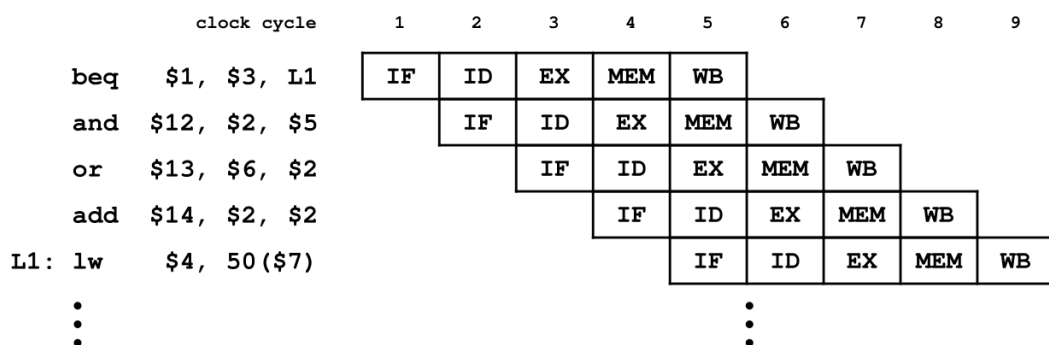 clock cycle 1 2 3 4 5 6 7 8 9
beq $1, $3, L1 IF ID EX MEM WB
and $12, $2, $5 IF ID EX MEM WB
or $13, $6, $2 IF ID EX MEM WB
add $14, $2, $2 IF ID EX MEM WB
L1: lw $4, 50($7) IF ID EX MEM WB